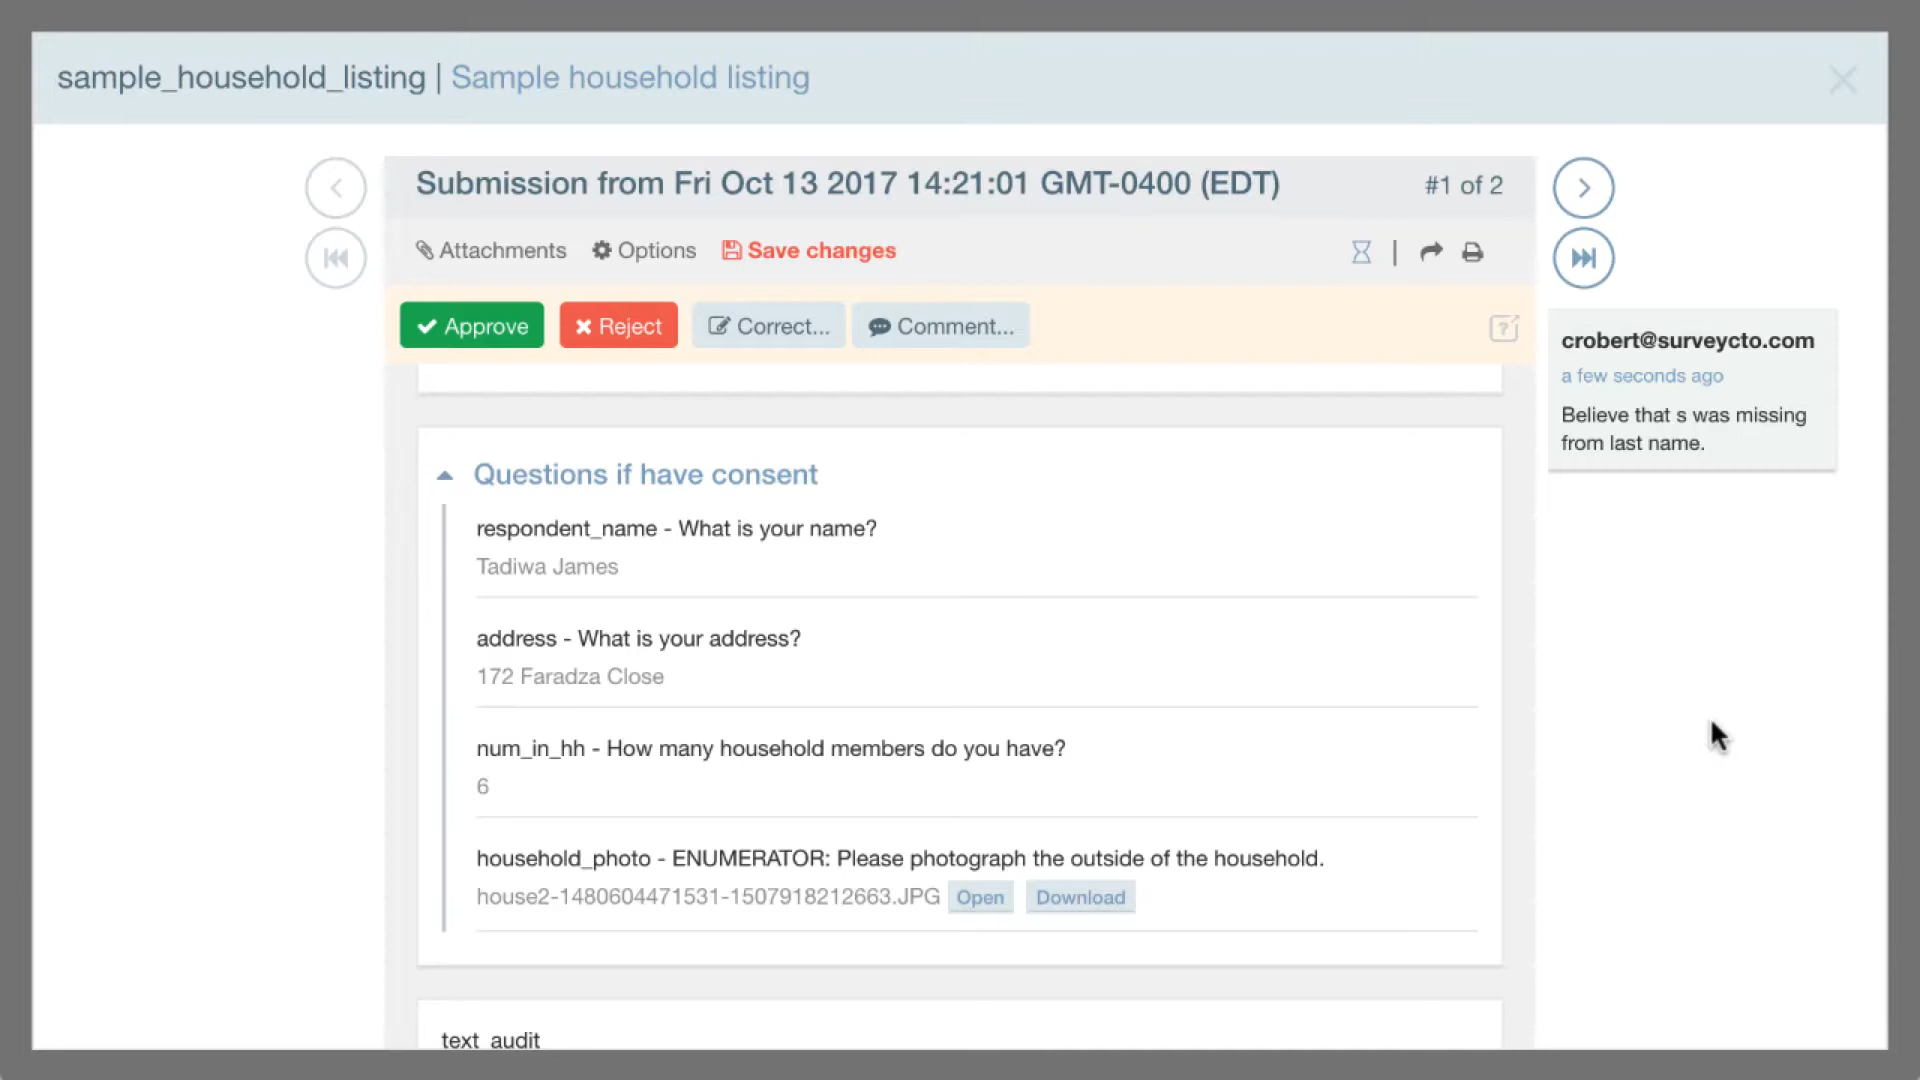 sample_household_listing | Sample household listing
Submission from Fri Oct 13 2017 14:21:01 GMT-0400 (EDT)
#1 of 2
Attachments
Options
Save changes
Approve
Reject
Correct...
Comment...
crobert@surveycto.com
a few seconds ago
Believe that s was missing
from last name.
Questions if have consent
respondent_name - What is your name?
Tadiwa James
address - What is your address?
172 Faradza Close
num_in_hh - How many household members do you have?
6
household_photo - ENUMERATOR: Please photograph the outside of the household.
house2-1480604471531-1507918212663.JPG Open Download
text_audit